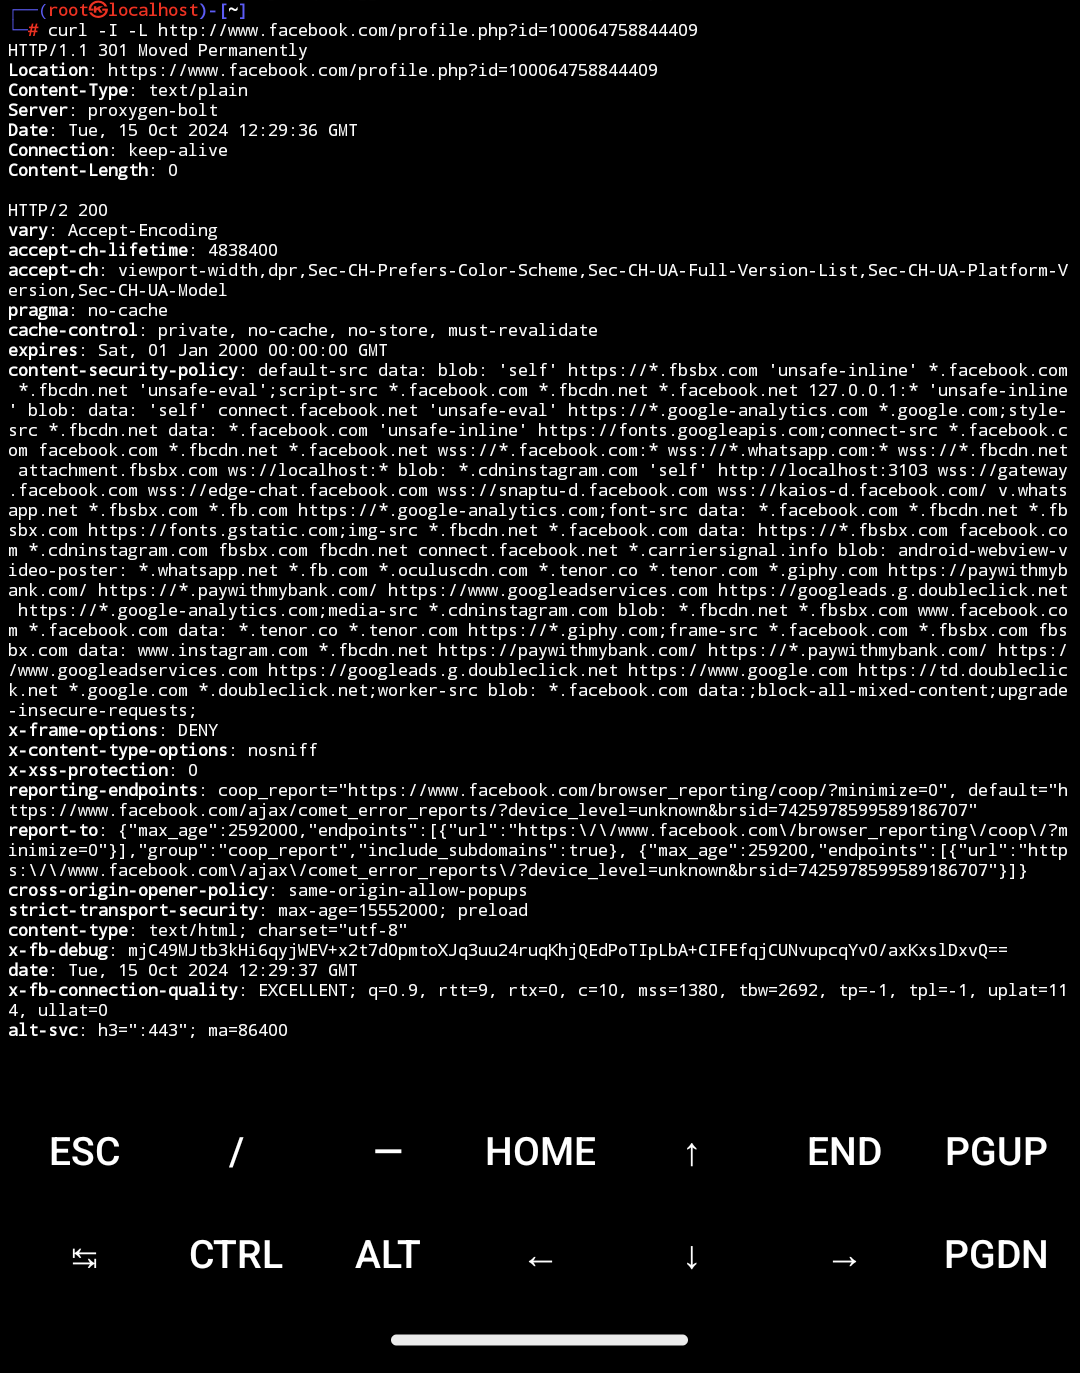 ┌──(root㉿localhost)-[~]
└─# curl -I -L http://www.facebook.com/profile.php?id=100064758844409
HTTP/1.1 301 Moved Permanently
Location: https://www.facebook.com/profile.php?id=100064758844409
Content-Type: text/plain
Server: proxygen-bolt
Date: Tue, 15 Oct 2024 12:29:36 GMT
Connection: keep-alive
Content-Length: 0
HTTP/2 200
vary: Accept-Encoding
accept-ch-lifetime: 4838400
accept-ch: viewport-width,dpr,Sec-CH-Prefers-Color-Scheme,Sec-CH-UA-Full-Version-List,Sec-CH-UA-Platform-V
ersion,Sec-CH-UA-Model
pragma: no-cache
cache-control: private, no-cache, no-store, must-revalidate
expires: Sat, 01 Jan 2000 00:00:00 GMT
content-security-policy: default-src data: blob: 'self' https://*.fbsbx.com 'unsafe-inline' *.facebook.com
 *.fbcdn.net 'unsafe-eval';script-src *.facebook.com *.fbcdn.net *.facebook.net 127.0.0.1:* 'unsafe-inline
' blob: data: 'self' connect.facebook.net 'unsafe-eval' https://*.google-analytics.com *.google.com;style-
src *.fbcdn.net data: *.facebook.com 'unsafe-inline' https://fonts.googleapis.com;connect-src *.facebook.c
om facebook.com *.fbcdn.net *.facebook.net wss://*.facebook.com:* wss://*.whatsapp.com:* wss://*.fbcdn.net
 attachment.fbsbx.com ws://localhost:* blob: *.cdninstagram.com 'self' http://localhost:3103 wss://gateway
.facebook.com wss://edge-chat.facebook.com wss://snaptu-d.facebook.com wss://kaios-d.facebook.com/ v.whats
app.net *.fbsbx.com *.fb.com https://*.google-analytics.com;font-src data: *.facebook.com *.fbcdn.net *.fb
sbx.com https://fonts.gstatic.com;img-src *.fbcdn.net *.facebook.com data: https://*.fbsbx.com facebook.co
m *.cdninstagram.com fbsbx.com fbcdn.net connect.facebook.net *.carriersignal.info blob: android-webview-v
ideo-poster: *.whatsapp.net *.fb.com *.oculuscdn.com *.tenor.co *.tenor.com *.giphy.com https://paywithmyb
ank.com/ https://*.paywithmybank.com/ https://www.googleadservices.com https://googleads.g.doubleclick.net
 https://*.google-analytics.com;media-src *.cdninstagram.com blob: *.fbcdn.net *.fbsbx.com www.facebook.co
m *.facebook.com data: *.tenor.co *.tenor.com https://*.giphy.com;frame-src *.facebook.com *.fbsbx.com fbs
bx.com data: www.instagram.com *.fbcdn.net https://paywithmybank.com/ https://*.paywithmybank.com/ https:/
/www.googleadservices.com https://googleads.g.doubleclick.net https://www.google.com https://td.doubleclic
k.net *.google.com *.doubleclick.net;worker-src blob: *.facebook.com data:;block-all-mixed-content;upgrade
-insecure-requests;
x-frame-options: DENY
x-content-type-options: nosniff
x-xss-protection: 0
reporting-endpoints: coop_report="https://www.facebook.com/browser_reporting/coop/?minimize=0", default="h
ttps://www.facebook.com/ajax/comet_error_reports/?device_level=unknown&brsid=7425978599589186707"
report-to: {"max_age":2592000,"endpoints":[{"url":"https:\/\/www.facebook.com\/browser_reporting\/coop\/?m
inimize=0"}],"group":"coop_report","include_subdomains":true}, {"max_age":259200,"endpoints":[{"url":"http
s:\/\/www.facebook.com\/ajax\/comet_error_reports\/?device_level=unknown&brsid=7425978599589186707"}]}
cross-origin-opener-policy: same-origin-allow-popups
strict-transport-security: max-age=15552000; preload
content-type: text/html; charset="utf-8"
x-fb-debug: mjC49MJtb3kHi6qyjWEV+x2t7dOpmtoXJq3uu24ruqKhjQEdPoTIpLbA+CIFEfqjCUNvupcqYvO/axKxslDxvQ==
date: Tue, 15 Oct 2024 12:29:37 GMT
x-fb-connection-quality: EXCELLENT; q=0.9, rtt=9, rtx=0, c=10, mss=1380, tbw=2692, tp=-1, tpl=-1, uplat=11
4, ullat=0
alt-svc: h3=":443"; ma=86400
ESC / — HOME ↑ END PGUP
↹ CTRL ALT ← ↓ → PGDN